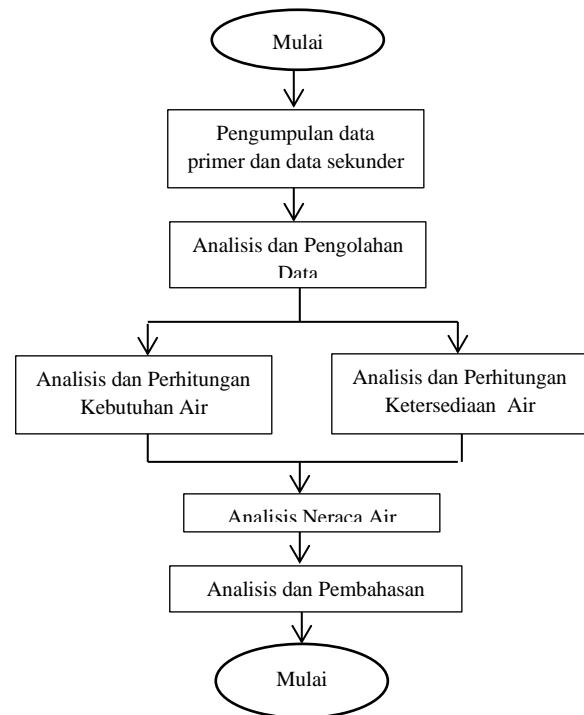 Mulai
Pengumpulan data
primer dan data sekunder
Analisis dan Pengolahan
Data
Analisis dan Perhitungan
Kebutuhan Air
Analisis dan Perhitungan
Ketersediaan Air
Analisis Neraca Air
Analisis dan Pembahasan
Mulai